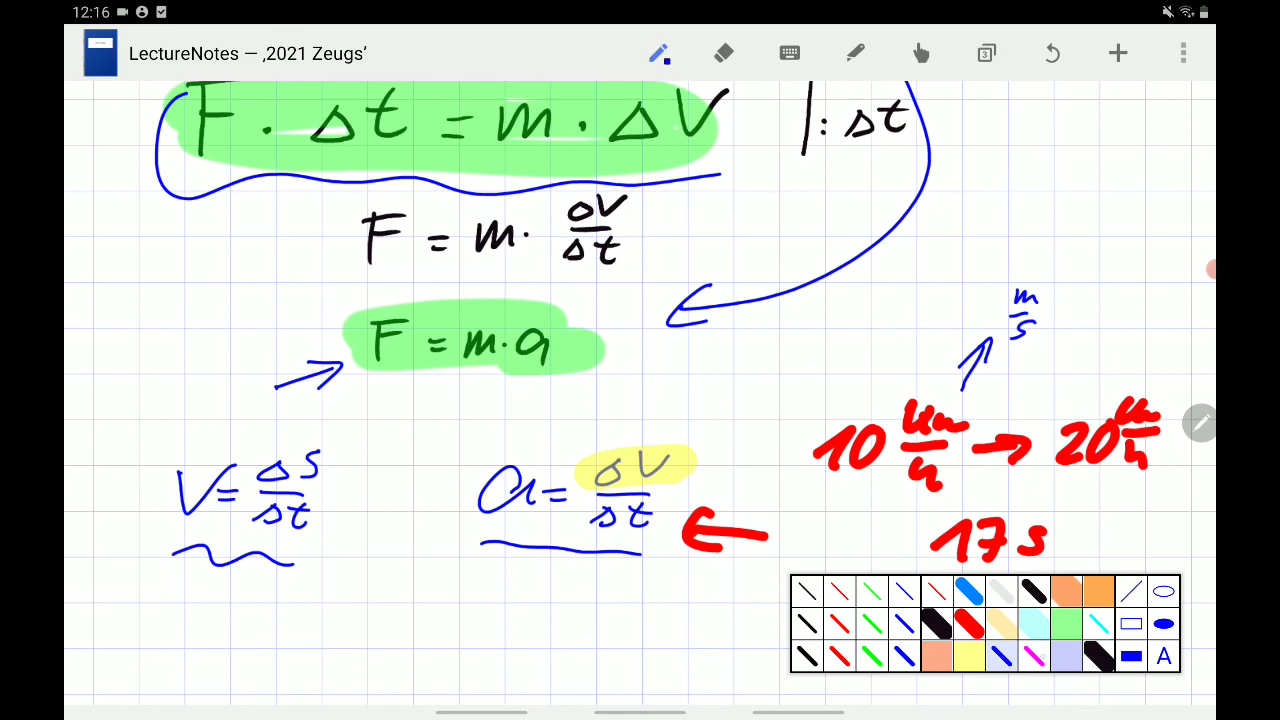 12:16
LectureNotes — ‚2021 Zeugs’
3
F · Δt = m · ΔV | : Δt
F = m · ΔV/Δt
m/s
F = m · a
10 km/h → 20 km/h
V = ΔS/Δt
a = ΔV/Δt
17 s
A